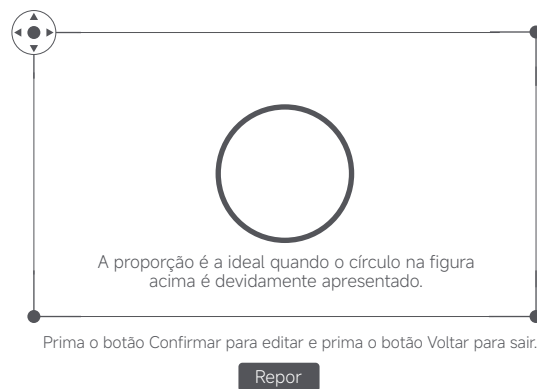 A proporção é a ideal quando o círculo na figura
acima é devidamente apresentado.
Prima o botão Confirmar para editar e prima o botão Voltar para sair.
Repor